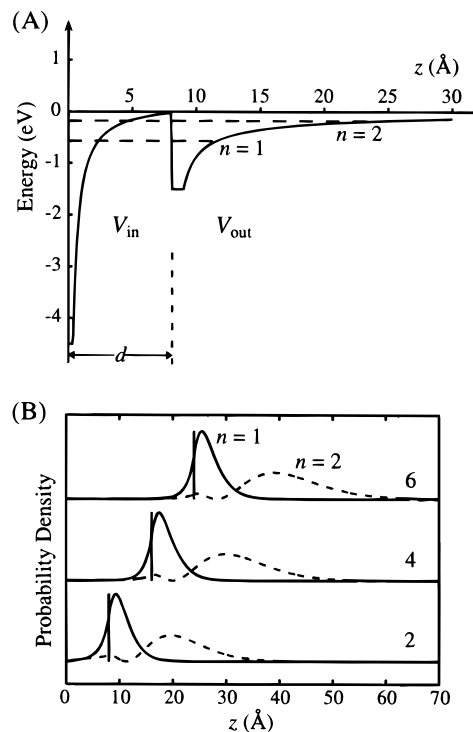 (A)
1
0
-1
-2
-3
-4
Energy (eV)
5 10 15 20 25 30
z (Å)
n = 1
n = 2
V_in
V_out
d
(B)
Probability Density
n = 1
n = 2
6
4
2
0 10 20 30 40 50 60 70
z (Å)